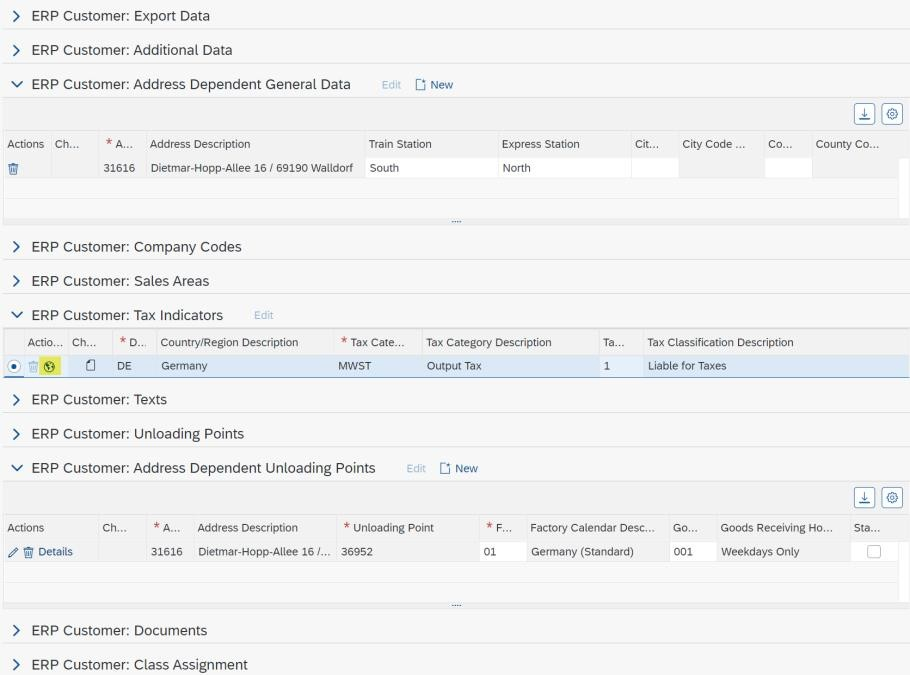 ERP Customer: Export Data
ERP Customer: Additional Data
ERP Customer: Address Dependent General Data Edit New
Actions Ch... * A... Address Description Train Station Express Station Cit... City Code ... Co... County Co...
31616 Dietmar-Hopp-Allee 16 / 69190 Walldorf South North
ERP Customer: Company Codes
ERP Customer: Sales Areas
ERP Customer: Tax Indicators Edit
Actio... Ch... * D... Country/Region Description * Tax Cate... Tax Category Description Ta... Tax Classification Description
DE Germany MWST Output Tax 1 Liable for Taxes
ERP Customer: Texts
ERP Customer: Unloading Points
ERP Customer: Address Dependent Unloading Points Edit New
Actions Ch... * A... Address Description * Unloading Point * F... Factory Calendar Desc... Go... Goods Receiving Ho... Sta...
Details 31616 Dietmar-Hopp-Allee 16 /... 36952 01 Germany (Standard) 001 Weekdays Only
ERP Customer: Documents
ERP Customer: Class Assignment